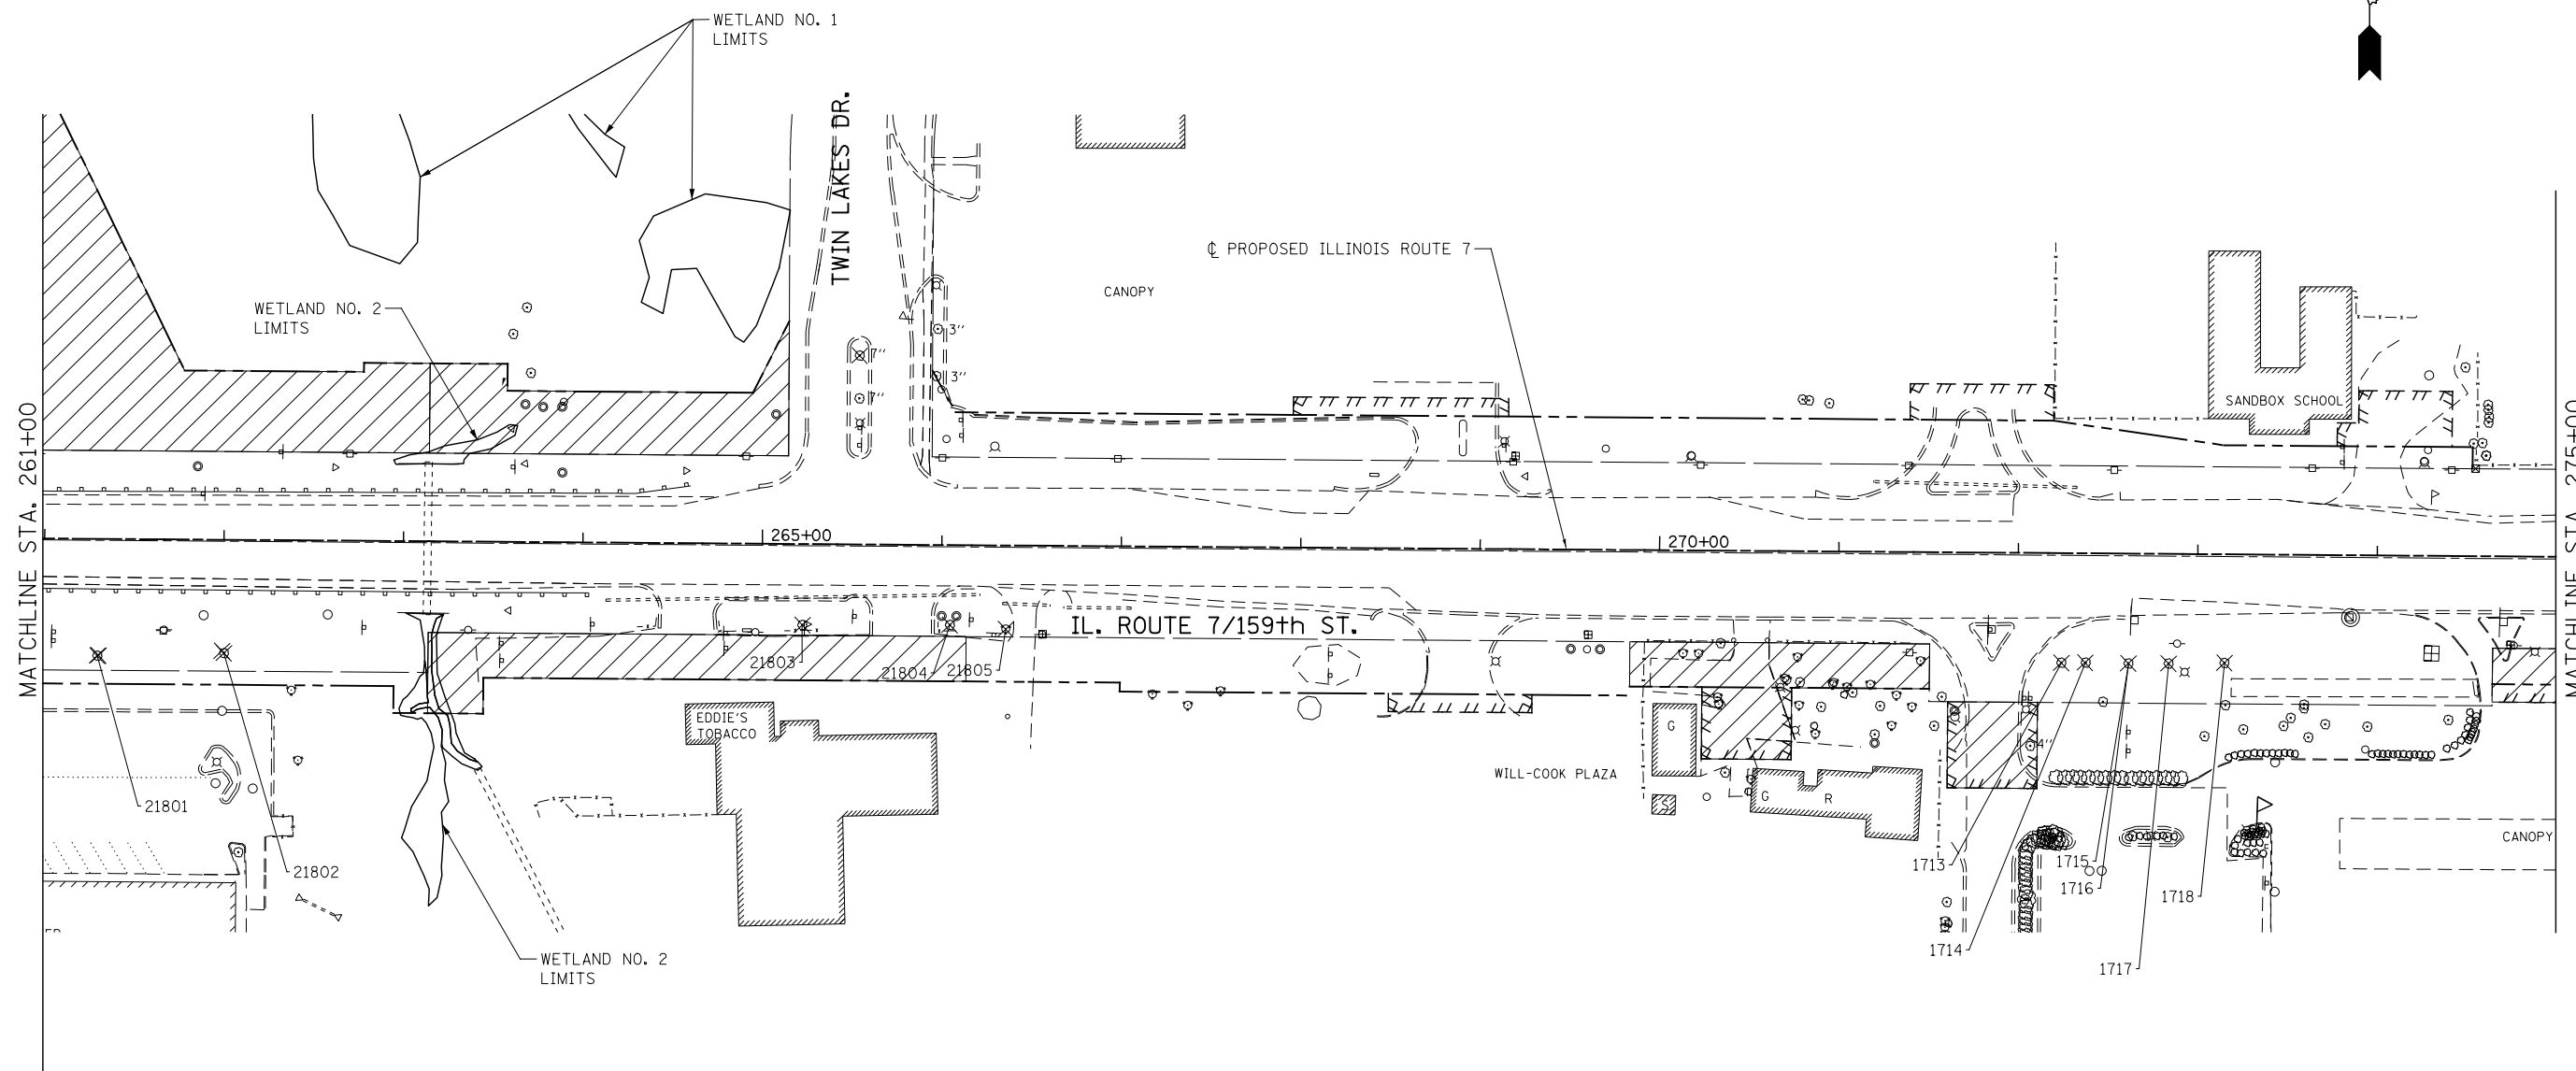 WETLAND NO. 1
LIMITS
TWIN LAKES DR.
℄ PROPOSED ILLINOIS ROUTE 7
CANOPY
WETLAND NO. 2
LIMITS
3"
7"
3"
7"
SANDBOX SCHOOL
MATCHLINE STA. 261+00
MATCHLINE STA. 275+00
265+00
270+00
IL. ROUTE 7/159th ST.
21803
21804
21805
EDDIE'S
TOBACCO
G
4"
WILL-COOK PLAZA
G
R
S
21801
CANOPY
21802
1713
1715
1716
1718
1714
1717
WETLAND NO. 2
LIMITS